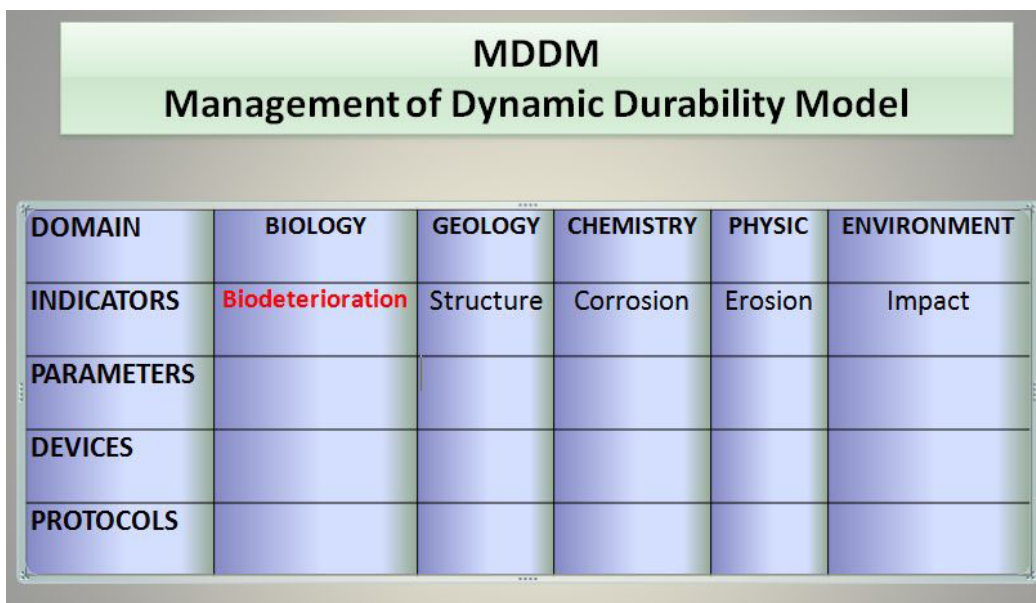 MDDM
Management of Dynamic Durability Model
DOMAIN BIOLOGY GEOLOGY CHEMISTRY PHYSIC ENVIRONMENT
INDICATORS Biodeterioration Structure Corrosion Erosion Impact
PARAMETERS
DEVICES
PROTOCOLS